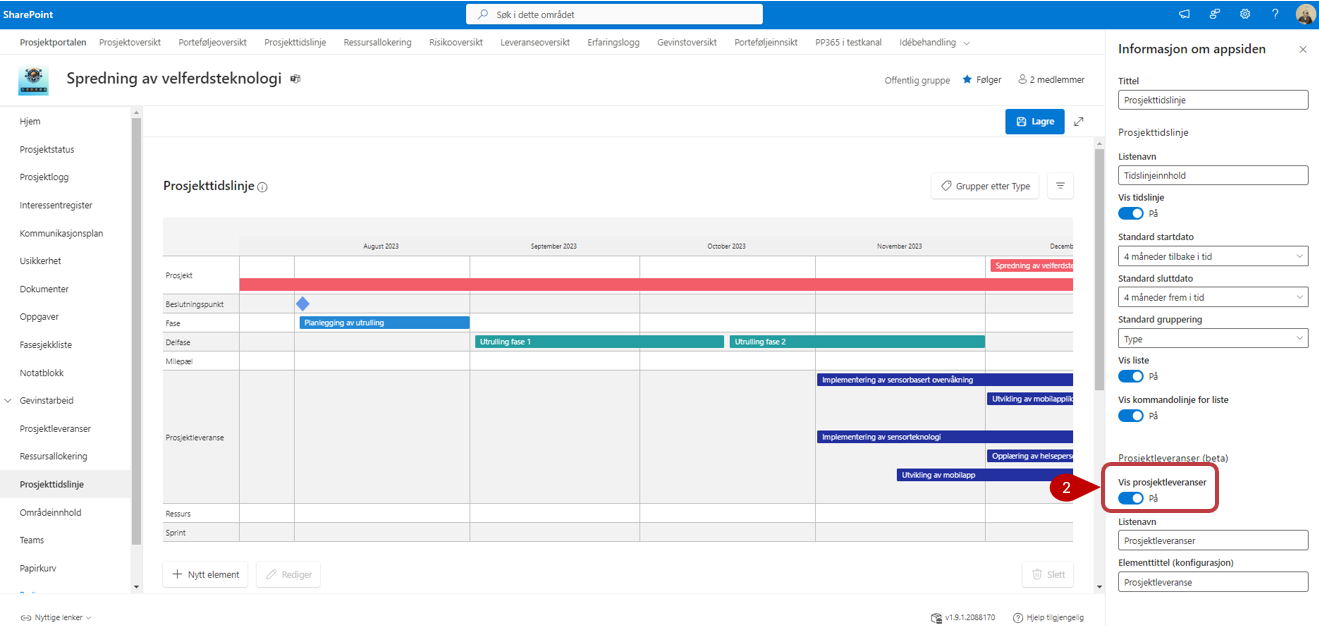 SharePoint
Søk i dette området
?
Prosjektportalen Prosjektoversikt Porteføljeoversikt Prosjekttidslinje Ressursallokering Risikooversikt Leveranseoversikt Erfaringslogg Gevinstoversikt Porteføljeinnsikt PP365 i testkanal Idébehandling
Spredning av velferdsteknologi
Offentlig gruppe Følger 2 medlemmer
Hjem
Prosjektstatus
Prosjektlogg
Interessentregister
Kommunikasjonsplan
Usikkerhet
Dokumenter
Oppgaver
Fasesjekkliste
Notatblokk
Gevinstarbeid
Prosjektleveranser
Ressursallokering
Prosjekttidslinje
Områdeinnhold
Teams
Papirkurv
Nyttige lenker
Lagre
Prosjekttidslinje
Grupper etter Type
August 2023 September 2023 October 2023 November 2023 Decemb
Prosjekt
Spredning av velferdste
Beslutningspunkt
Fase
Planlegging av utrulling
Delfase
Utrulling fase 1 Utrulling fase 2
Milepæl
Prosjektleveranse
Implementering av sensorbasert overvåkning
Utvikling av mobilapplik
Implementering av sensorteknologi
Opplæring av helsepers
Utvikling av mobilapp
Ressurs
Sprint
Nytt element Rediger Slett
v1.9.1.2088170 Hjelp tilgjengelig
Informasjon om appsiden
Tittel
Prosjekttidslinje
Prosjekttidslinje
Listenavn
Tidslinjeinnhold
Vis tidslinje
På
Standard startdato
4 måneder tilbake i tid
Standard sluttdato
4 måneder frem i tid
Standard gruppering
Type
Vis liste
På
Vis kommandolinje for liste
På
Prosjektleveranser (beta)
2
Vis prosjektleveranser
På
Listenavn
Prosjektleveranser
Elementtittel (konfigurasjon)
Prosjektleveranse